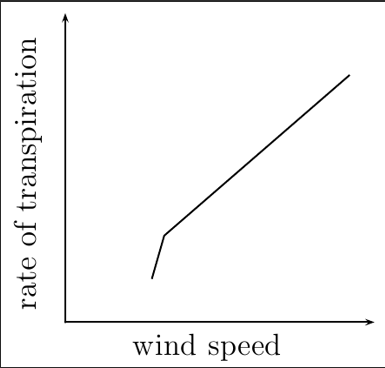 rate of transpiration
wind speed